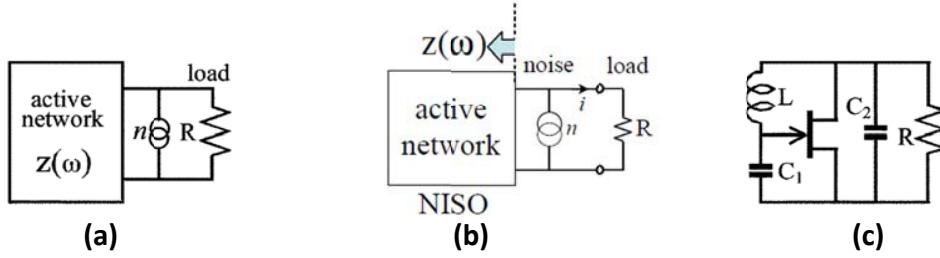 load
active
network
z(ω)
n
R
(a)
z(ω)
noise
load
i
active
network
n
R
NISO
(b)
L
C₂
R
C₁
(c)